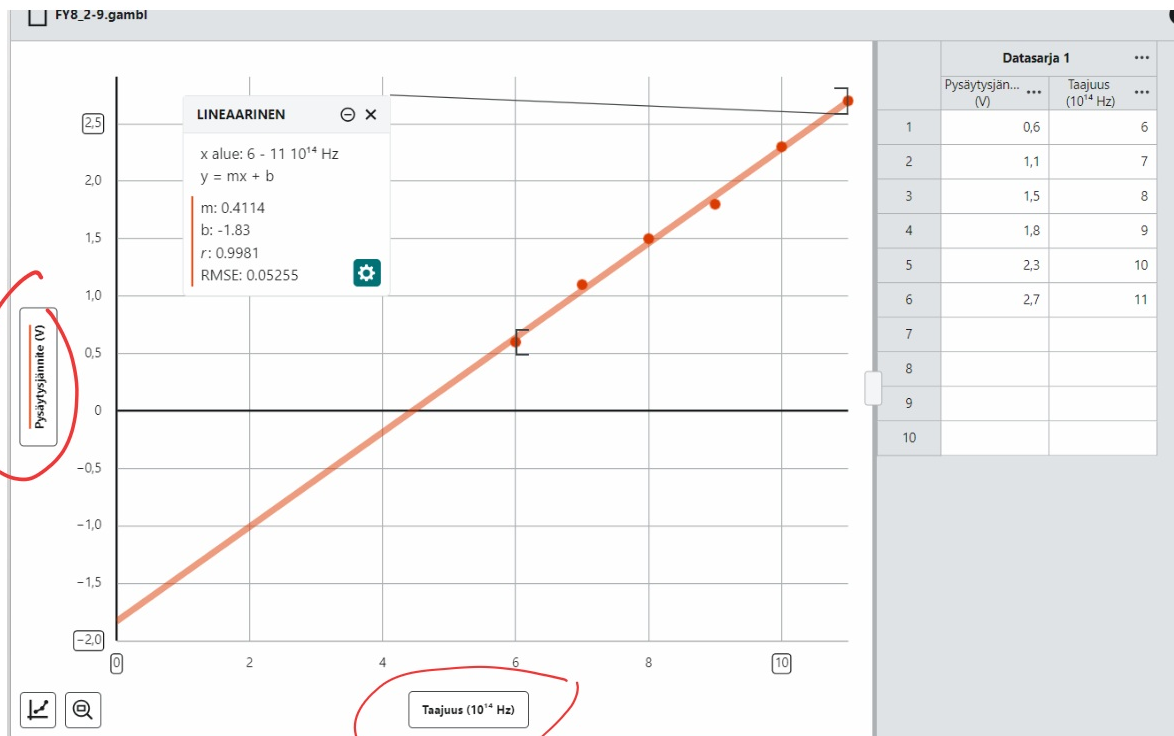 FY8_2-9.gambl
LINEAARINEN
x alue: 6 - 11 10¹⁴ Hz
y = mx + b
m: 0.4114
b: -1.83
r: 0.9981
RMSE: 0.05255
2,5
2,0
1,5
1,0
0,5
0
−0,5
−1,0
−1,5
−2,0
Pysäytysjännite (V)
0 2 4 6 8 10
Taajuus (10¹⁴ Hz)
Datasarja 1
Pysäytysjän... (V) Taajuus (10¹⁴ Hz)
1 0,6 6
2 1,1 7
3 1,5 8
4 1,8 9
5 2,3 10
6 2,7 11
7
8
9
10